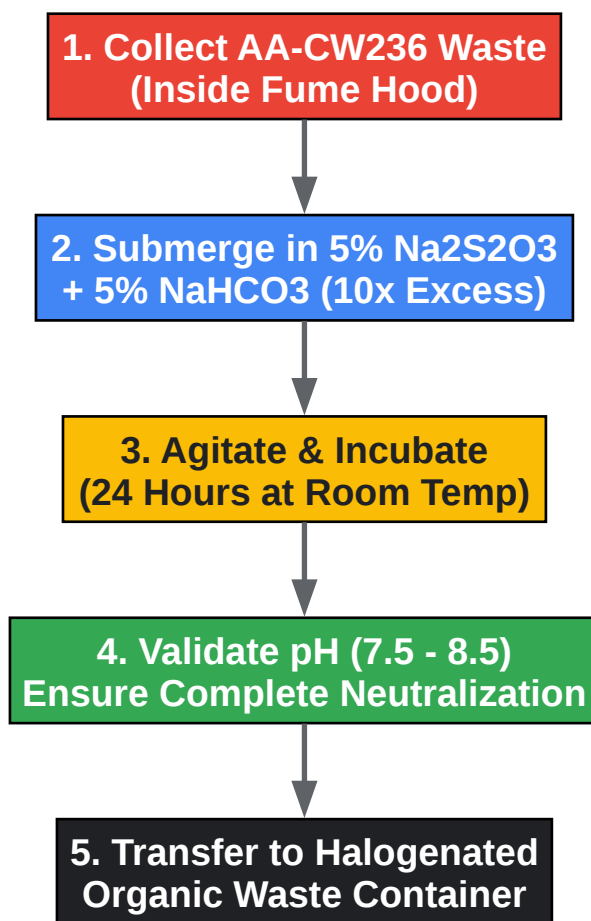 1. Collect AA-CW236 Waste
(Inside Fume Hood)
2. Submerge in 5% Na2S2O3
+ 5% NaHCO3 (10x Excess)
3. Agitate & Incubate
(24 Hours at Room Temp)
4. Validate pH (7.5 - 8.5)
Ensure Complete Neutralization
5. Transfer to Halogenated
Organic Waste Container